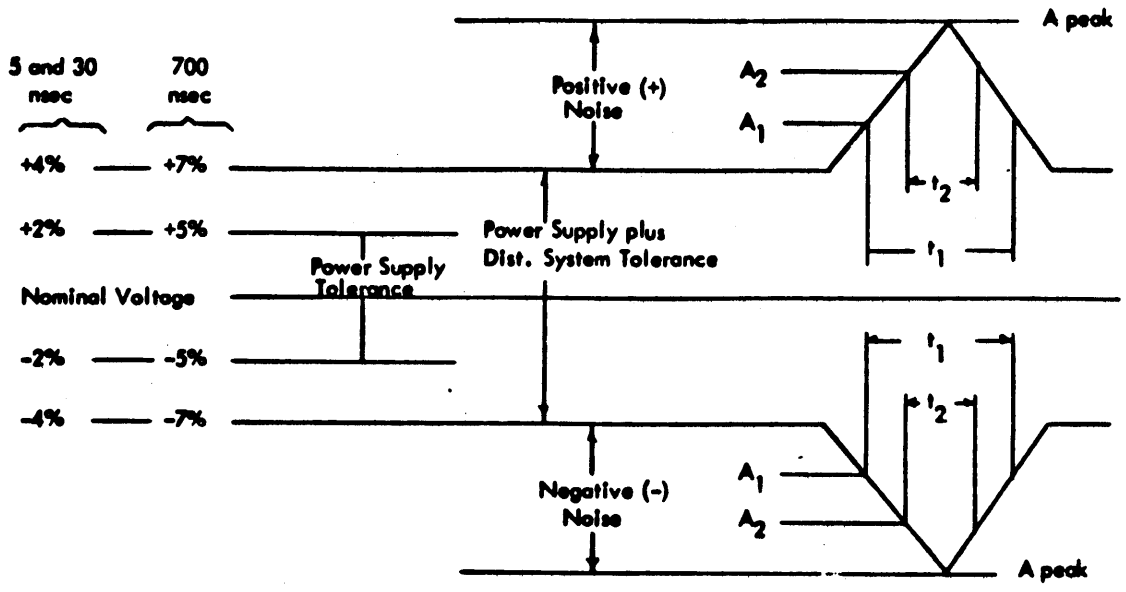 A peak
5 and 30
nsec
700
nsec
Positive (+)
Noise
A2
A1
+4%
+7%
t2
+2%
+5%
Power Supply plus
Dist. System Tolerance
t1
Power Supply
Tolerance
Nominal Voltage
-2%
-5%
t1
t2
-4%
-7%
Negative (-)
Noise
A1
A2
A peak